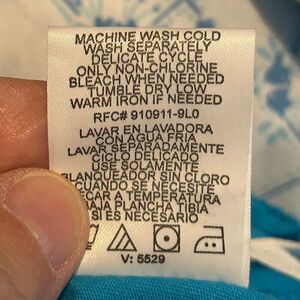 MACHINE WASH COLD
WASH SEPARATELY
DELICATE CYCLE
ONLY NON-CHLORINE
BLEACH WHEN NEEDED
TUMBLE DRY LOW
WARM IRON IF NEEDED
RFC# 910911-9L0
LAVAR EN LAVADORA
CON AGUA FRIA
LAVAR SEPARADAMENTE
CICLO DELICADO
USE SOLAMENTE
BLANQUEADOR SIN CLORO
CUANDO SE NECESITE
SECAR A TEMPERATURA
PLANCHA TIBIA
SI ES NECESARIO
V: 5529